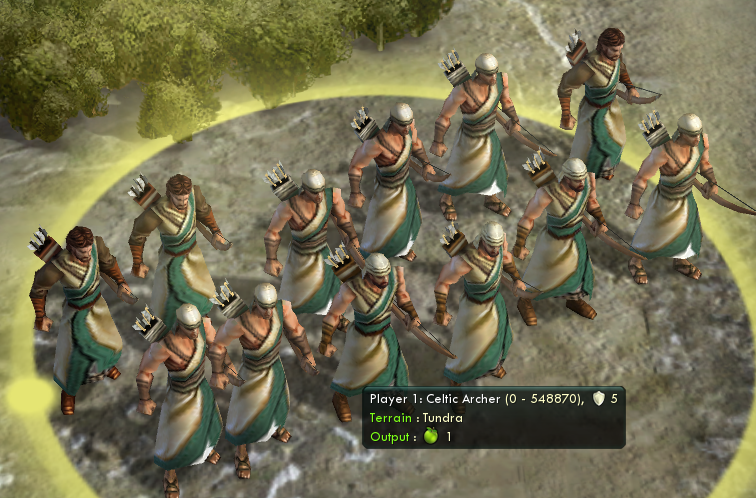 Player 1: Celtic Archer (0 - 548870), 5
Terrain : Tundra
Output : 1